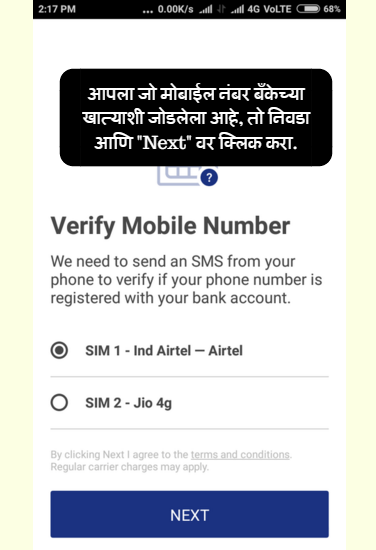 2:17 PM ... 0.00K/s 4G VoLTE 68%
आपला जो मोबाईल नंबर बँकेच्या
खात्याशी जोडलेला आहे, तो निवडा
आणि "Next" वर क्लिक करा.
?
Verify Mobile Number
We need to send an SMS from your
phone to verify if your phone number is
registered with your bank account.
SIM 1 - Ind Airtel — Airtel
SIM 2 - Jio 4g
By clicking Next I agree to the terms and conditions.
Regular carrier charges may apply.
NEXT